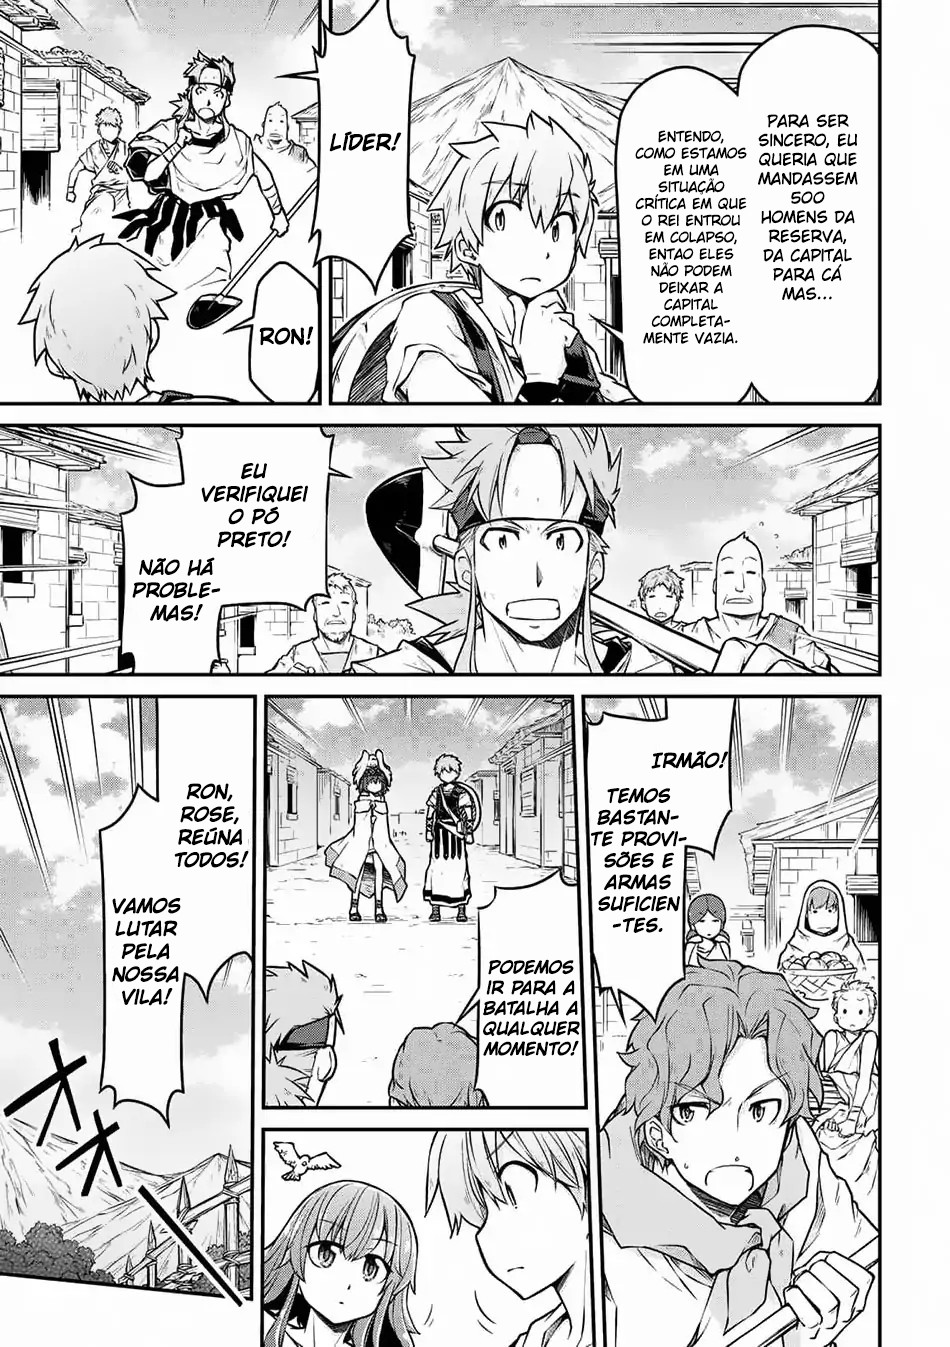 PARA SER
SINCERO, EU
QUERIA QUE
MANDASSEM
500
HOMENS DA
RESERVA,
DA CAPITAL
PARA CÁ
MAS...
ENTENDO,
COMO ESTAMOS
EM UMA
SITUAÇÃO
CRÍTICA EM QUE
O REI ENTROU
EM COLAPSO,
ENTAO ELES
NÃO PODEM
DEIXAR A
CAPITAL
COMPLETA-
MENTE VAZIA.
LÍDER!
RON!
EU
VERIFIQUEI
O PÓ
PRETO!
NÃO HÁ
PROBLE-
MAS!
IRMÃO!
TEMOS
BASTAN-
TE PROVI-
SÕES E
ARMAS
SUFICIEN
-TES.
PODEMOS
IR PARA A
BATALHA A
QUALQUER
MOMENTO!
RON,
ROSE,
REÚNA
TODOS!
VAMOS
LUTAR
PELA
NOSSA
VILA!